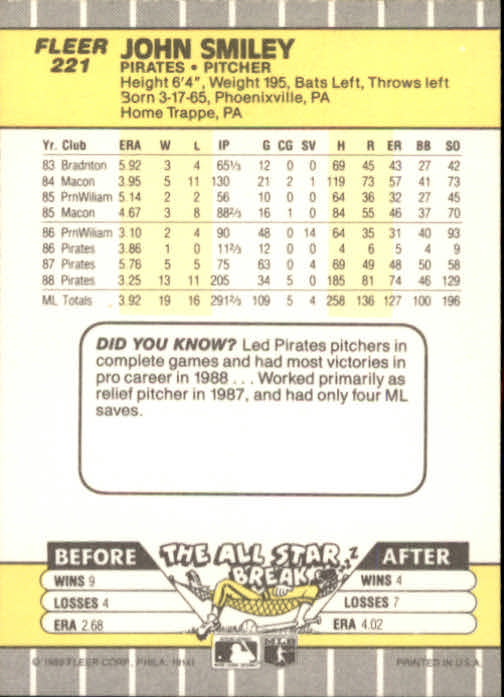 FLEER
221
JOHN SMILEY
PIRATES • PITCHER
Height 6'4", Weight 195, Bats Left, Throws left
Born 3-17-65, Phoenixville, PA
Home Trappe, PA
Yr. Club ERA W L IP G CG SV H R ER BB SO
83 Bradnton 5.92 3 4 65⅓ 12 0 0 69 45 43 27 42
84 Macon 3.95 5 11 130 21 2 1 119 73 57 41 73
85 PrnWiliam 5.14 2 2 56 10 0 0 64 36 32 27 45
85 Macon 4.67 3 8 88⅔ 16 1 0 84 55 46 37 70
86 PrnWiliam 3.10 2 4 90 48 0 14 64 35 31 40 93
86 Pirates 3.86 1 0 11⅔ 12 0 0 4 6 5 4 9
87 Pirates 5.76 5 5 75 63 0 4 69 49 48 50 58
88 Pirates 3.25 13 11 205 34 5 0 185 81 74 46 129
ML Totals 3.92 19 16 291⅔ 109 5 4 258 136 127 100 196
DID YOU KNOW? Led Pirates pitchers in
complete games and had most victories in
pro career in 1988 . . . Worked primarily as
relief pitcher in 1987, and had only four ML
saves.
BEFORE THE ALL STAR BREAK AFTER
WINS 9 WINS 4
LOSSES 4 LOSSES 7
ERA 2.68 ERA 4.02
© 1989 FLEER CORP., PHILA. 19141 PRINTED IN U.S.A.